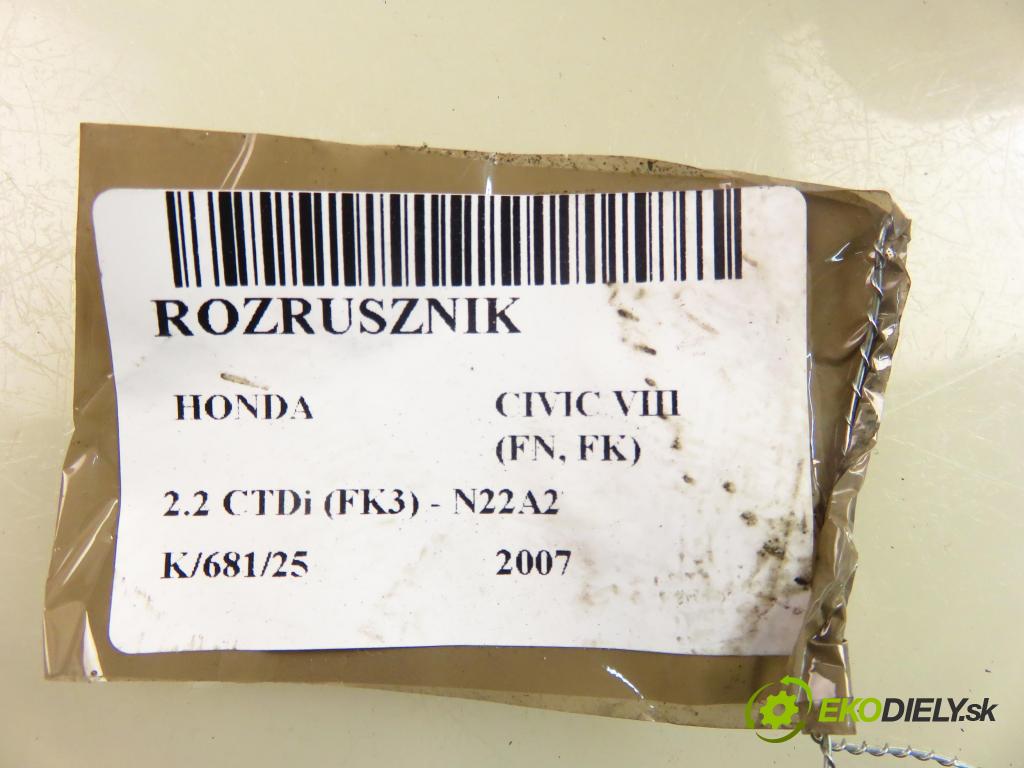 ROZRUSZNIK
HONDA CIVIC VIII
(FN, FK)
2.2 CTDi (FK3) - N22A2
K/681/25 2007
EKODIELY.sk